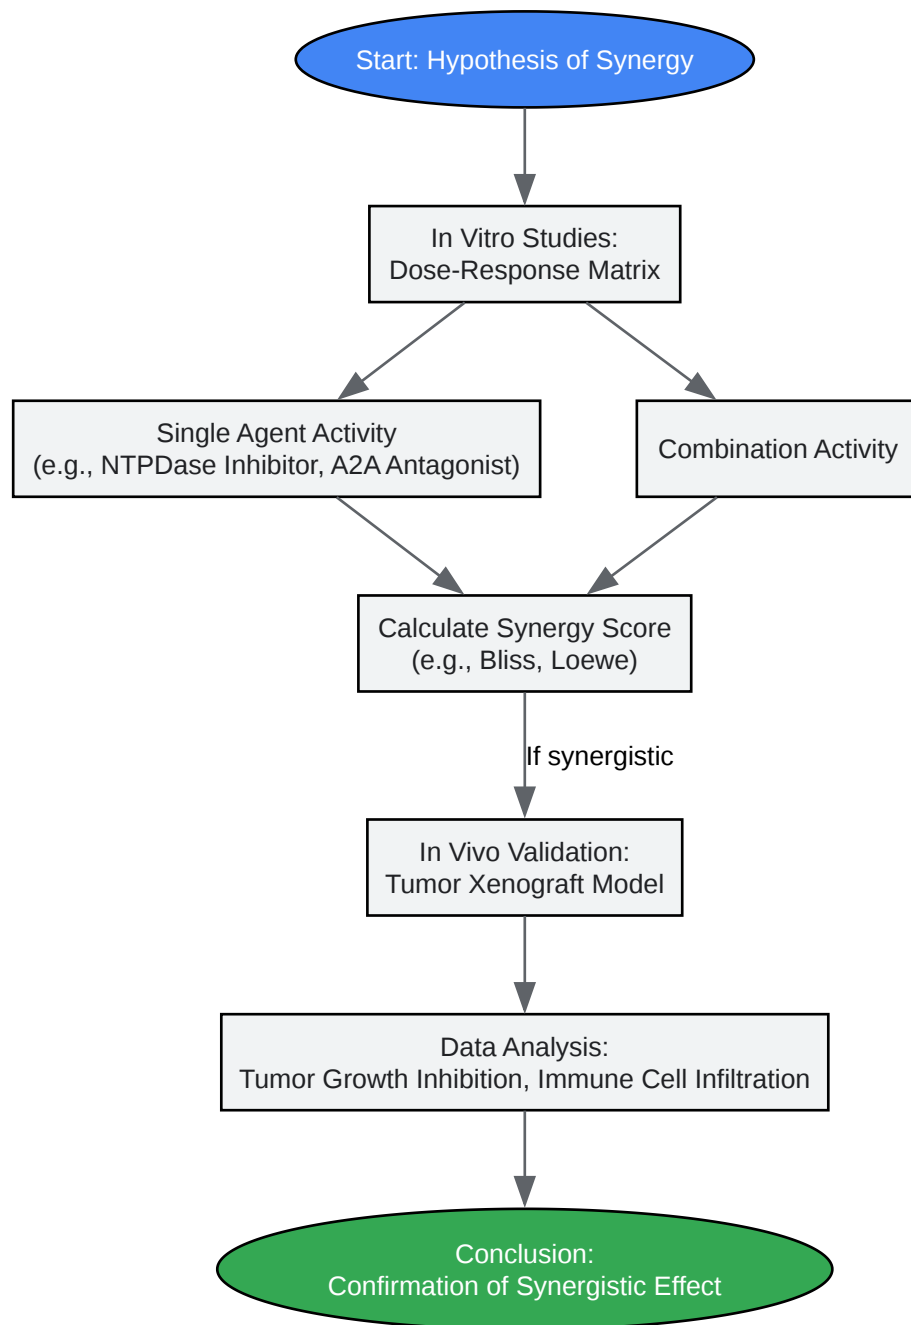 Start: Hypothesis of Synergy
In Vitro Studies:
Dose-Response Matrix
Single Agent Activity
(e.g., NTPDase Inhibitor, A2A Antagonist)
Combination Activity
Calculate Synergy Score
(e.g., Bliss, Loewe)
If synergistic
In Vivo Validation:
Tumor Xenograft Model
Data Analysis:
Tumor Growth Inhibition, Immune Cell Infiltration
Conclusion:
Confirmation of Synergistic Effect